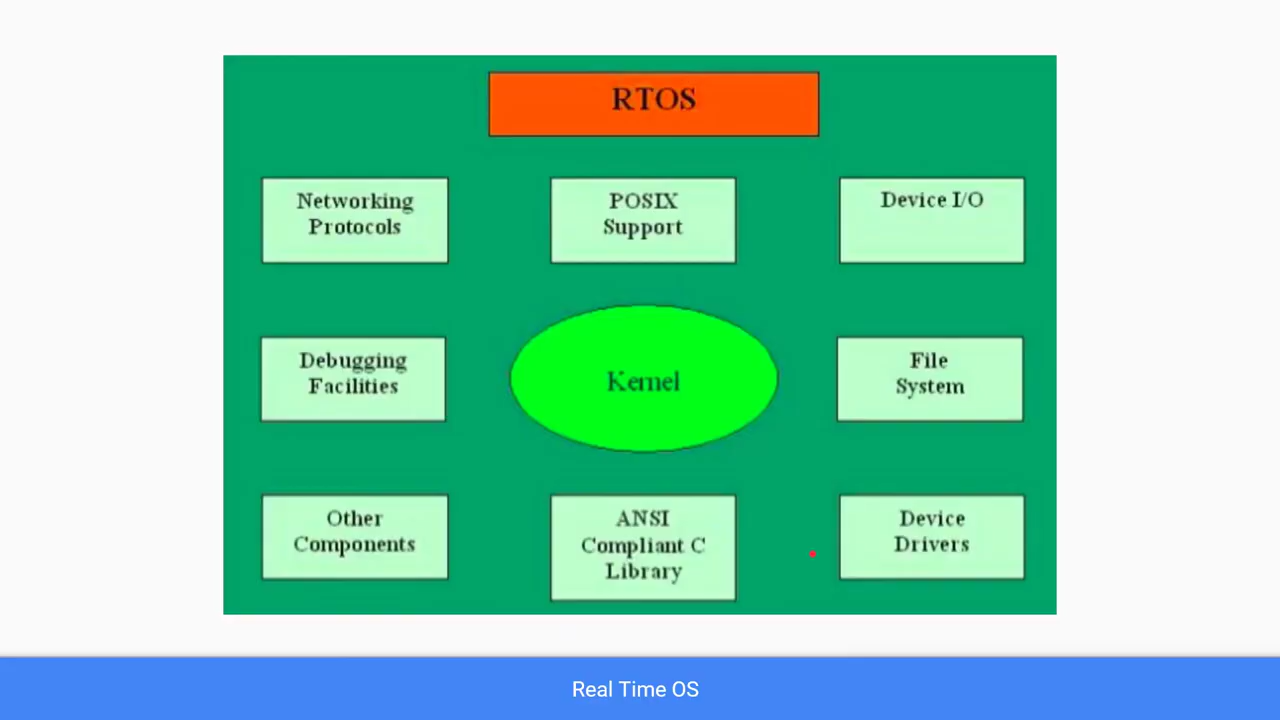 RTOS
Networking
Protocols
POSIX
Support
Device I/O
Debugging
Facilities
Kernel
File
System
Other
Components
ANSI
Compliant C
Library
Device
Drivers
Real Time OS